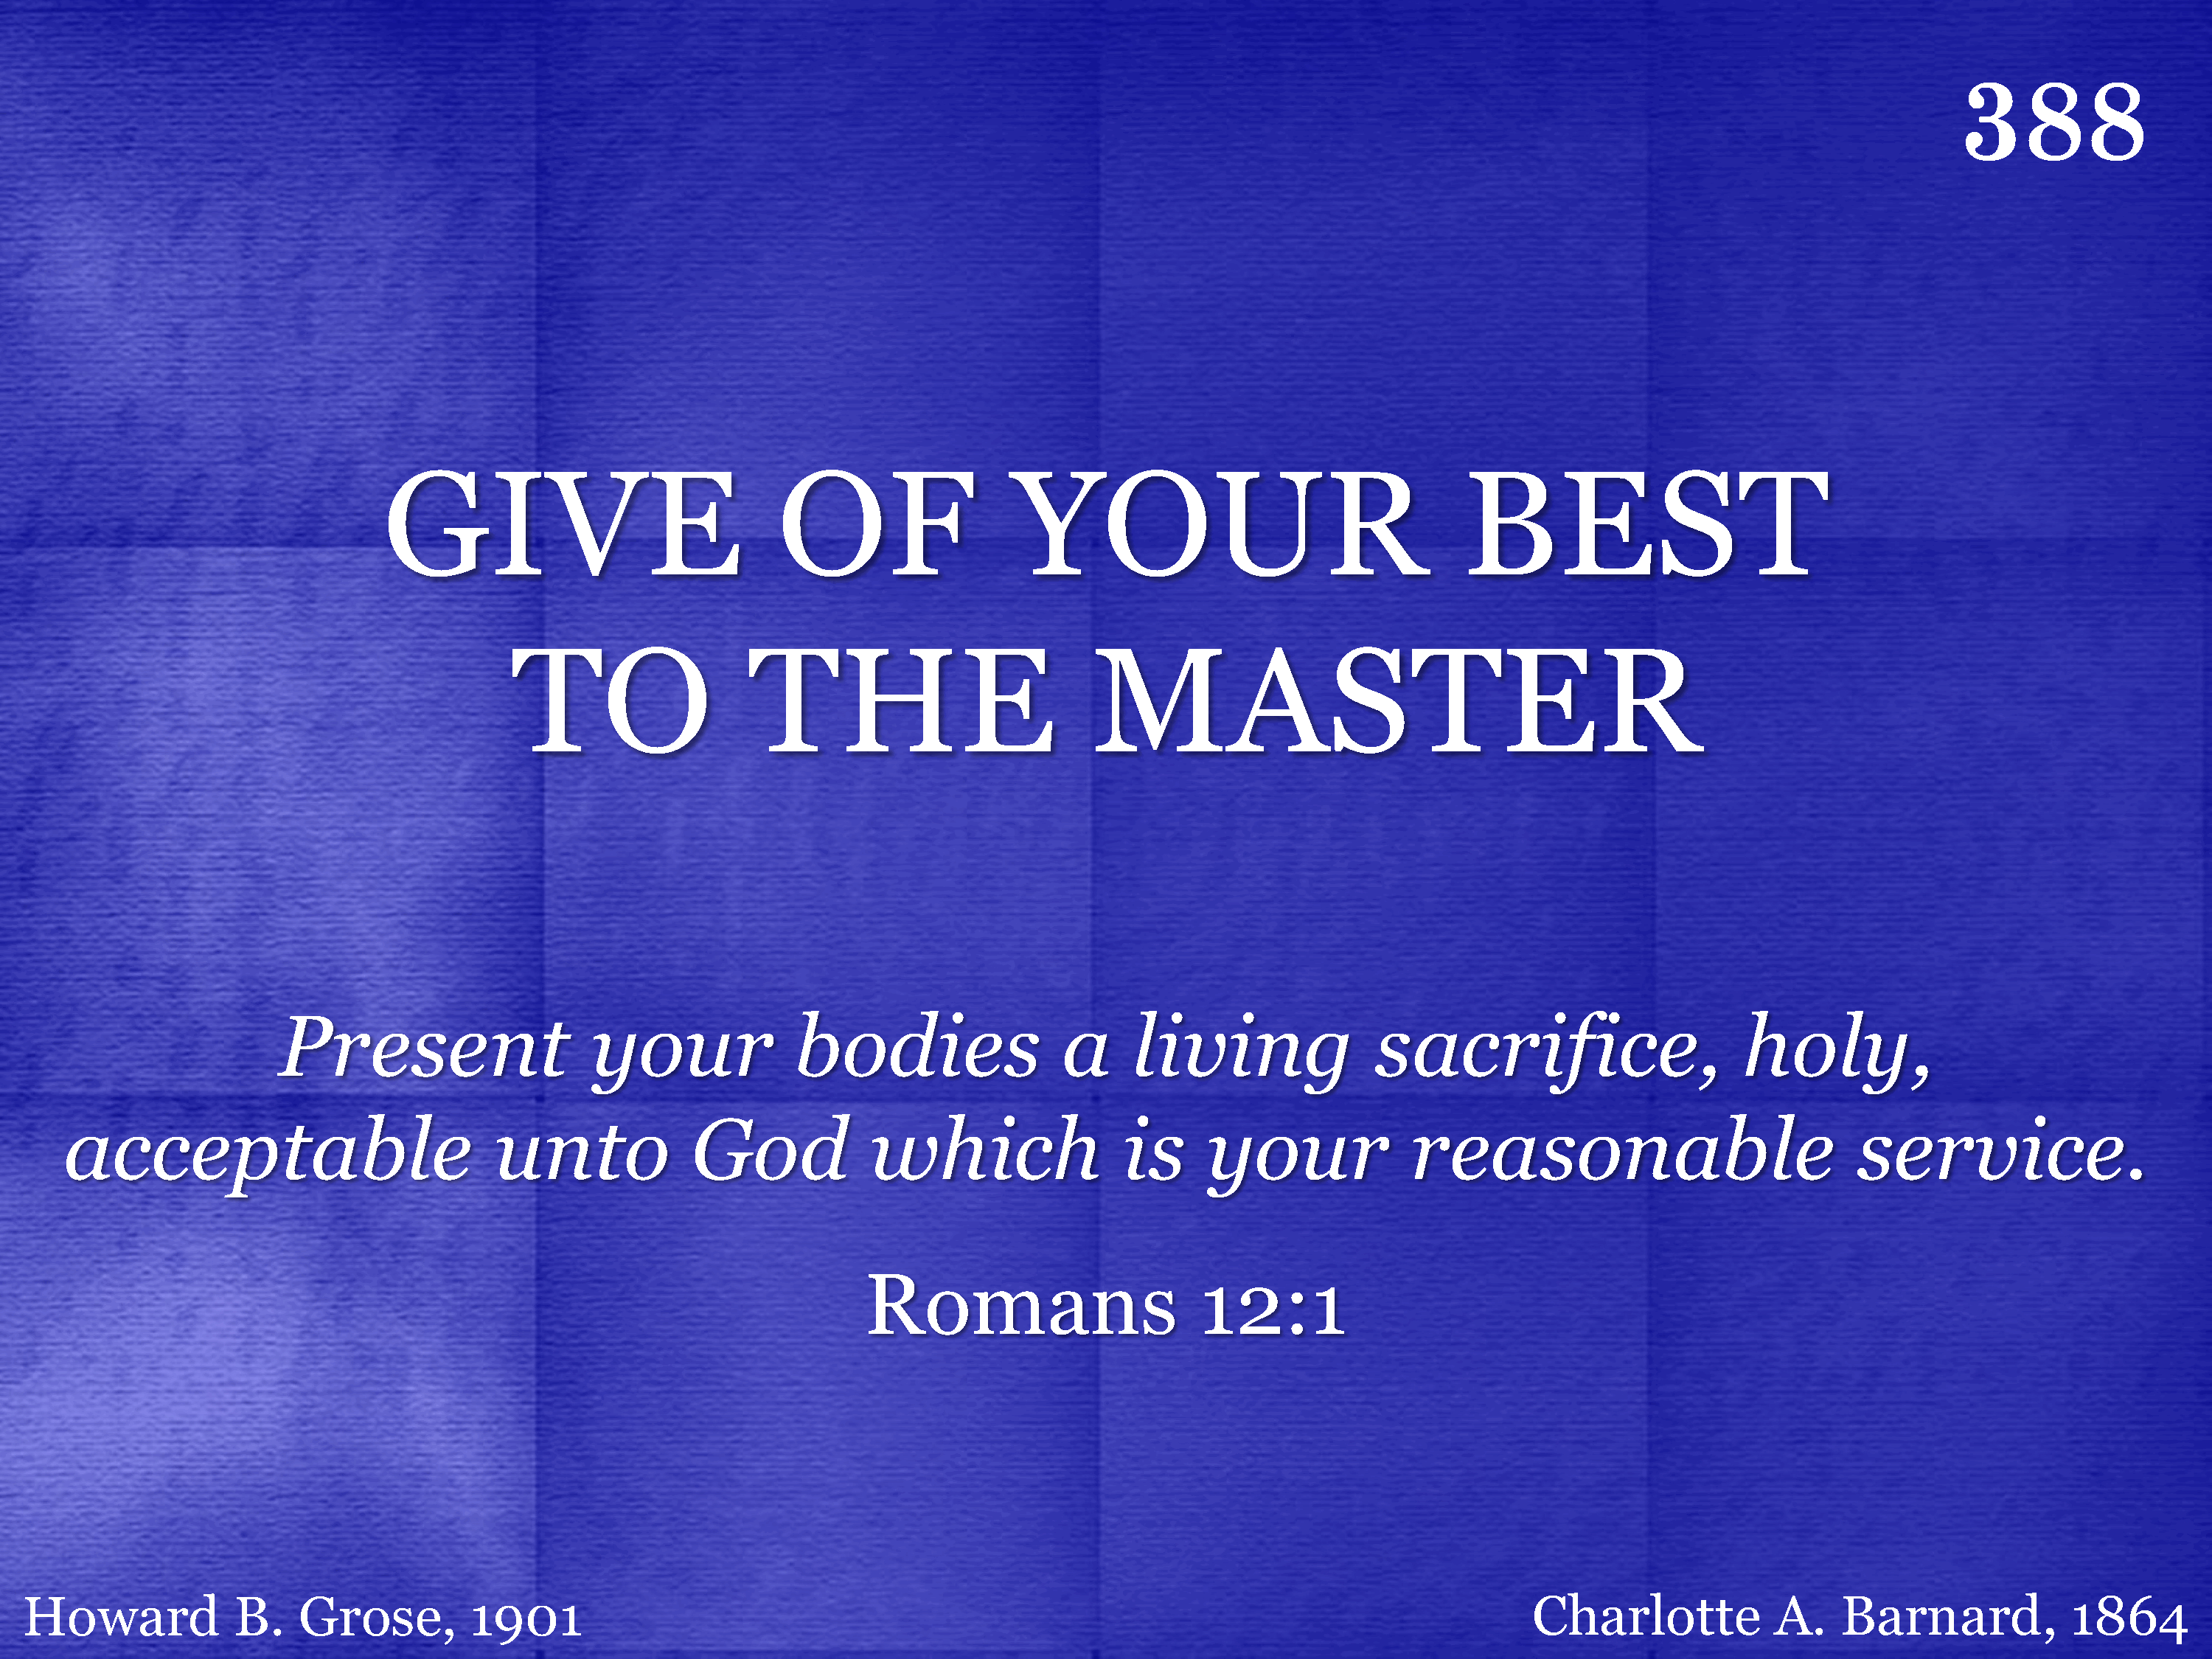 388
GIVE OF YOUR BEST
TO THE MASTER
Present your bodies a living sacrifice, holy,
acceptable unto God which is your reasonable service.
Romans 12:1
Howard B. Grose, 1901
Charlotte A. Barnard, 1864